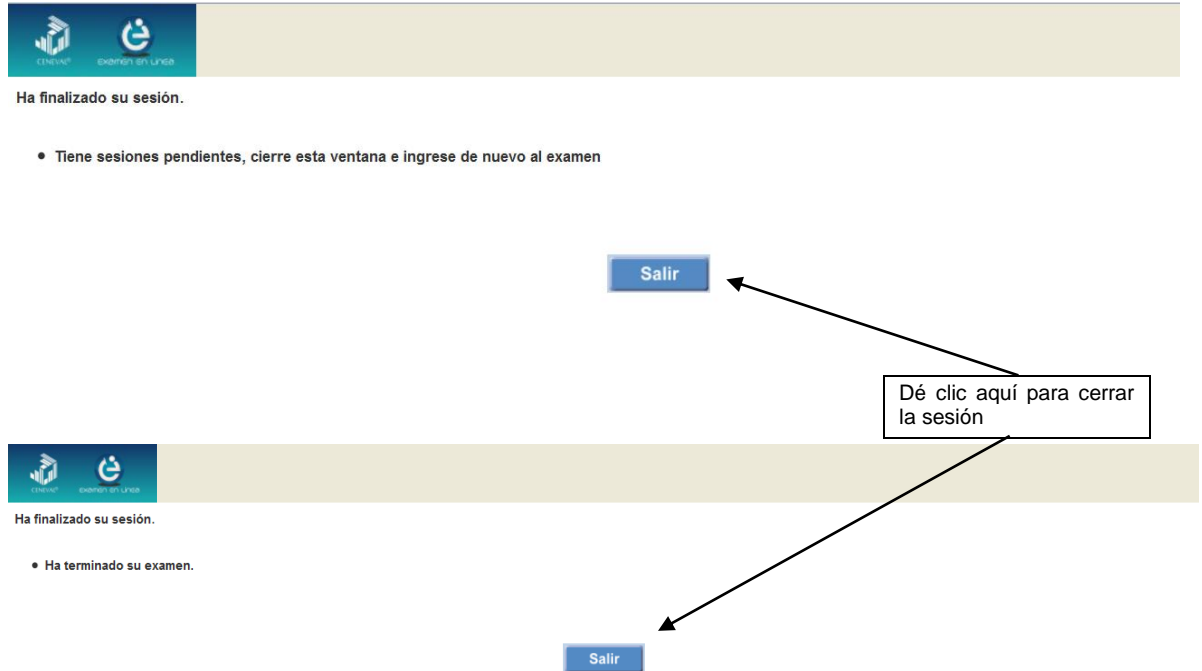 CENEVAL®
examen en Línea
Ha finalizado su sesión.
• Tiene sesiones pendientes, cierre esta ventana e ingrese de nuevo al examen
Salir
Dé clic aquí para cerrar
la sesión
CENEVAL®
examen en Línea
Ha finalizado su sesión.
• Ha terminado su examen.
Salir